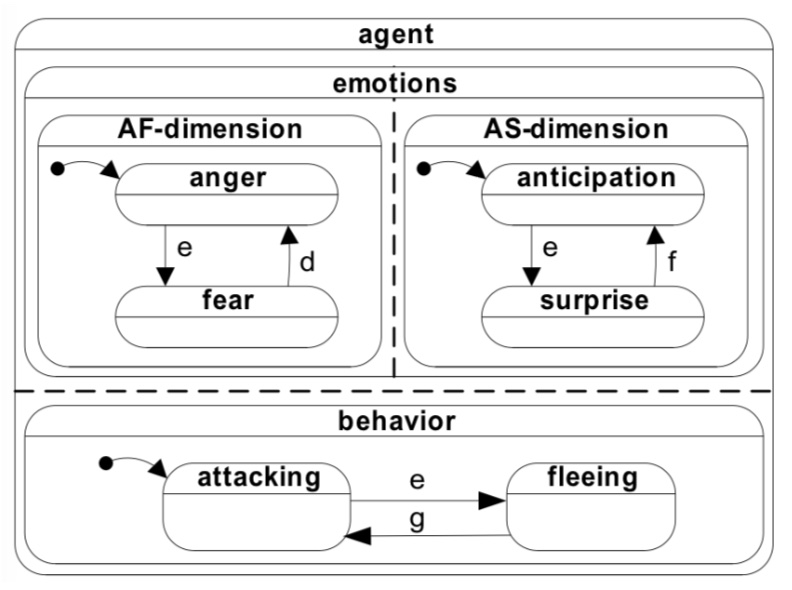 agent
emotions
AF-dimension
AS-dimension
anger
anticipation
e
d
e
f
fear
surprise
behavior
attacking
e
fleeing
g